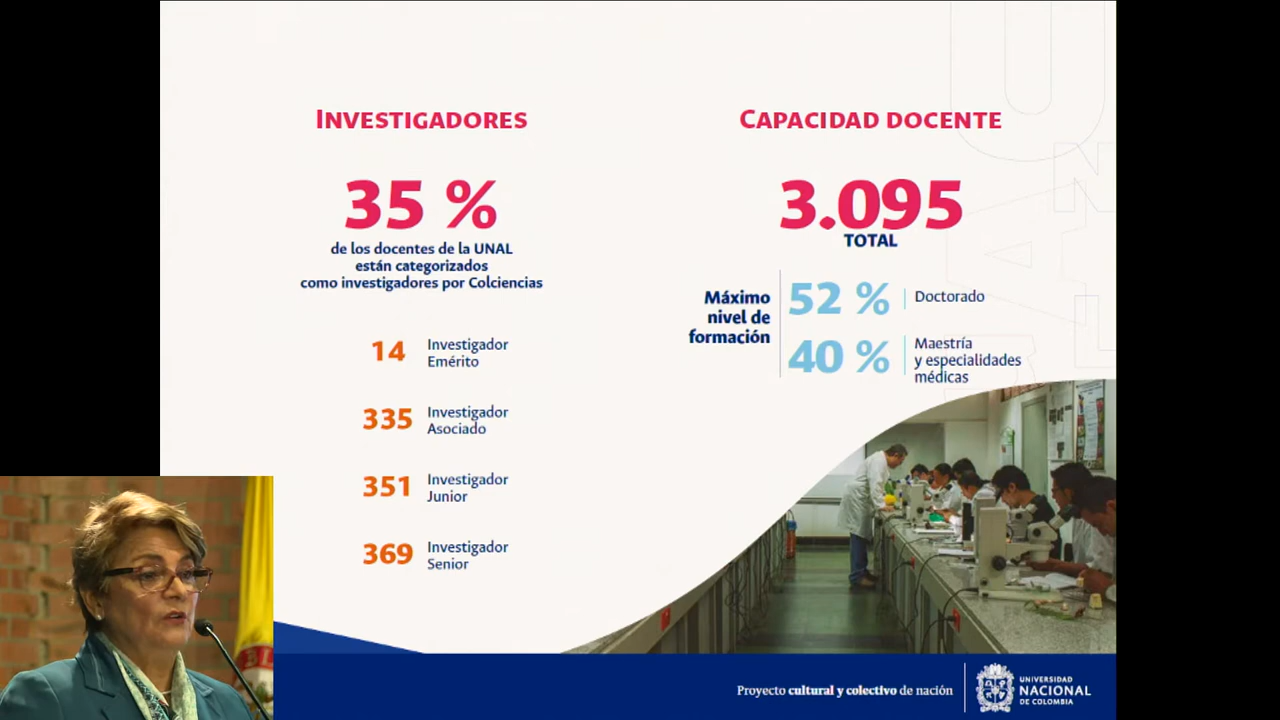 INVESTIGADORES
35 %
de los docentes de la UNAL
están categorizados
como investigadores por Colciencias
14 Investigador
Emérito
335 Investigador
Asociado
351 Investigador
Junior
369 Investigador
Senior
CAPACIDAD DOCENTE
3.095
TOTAL
Máximo
nivel de
formación
52 % Doctorado
40 % Maestría
y especialidades
médicas
Proyecto cultural y colectivo de nación
UNIVERSIDAD
NACIONAL
DE COLOMBIA